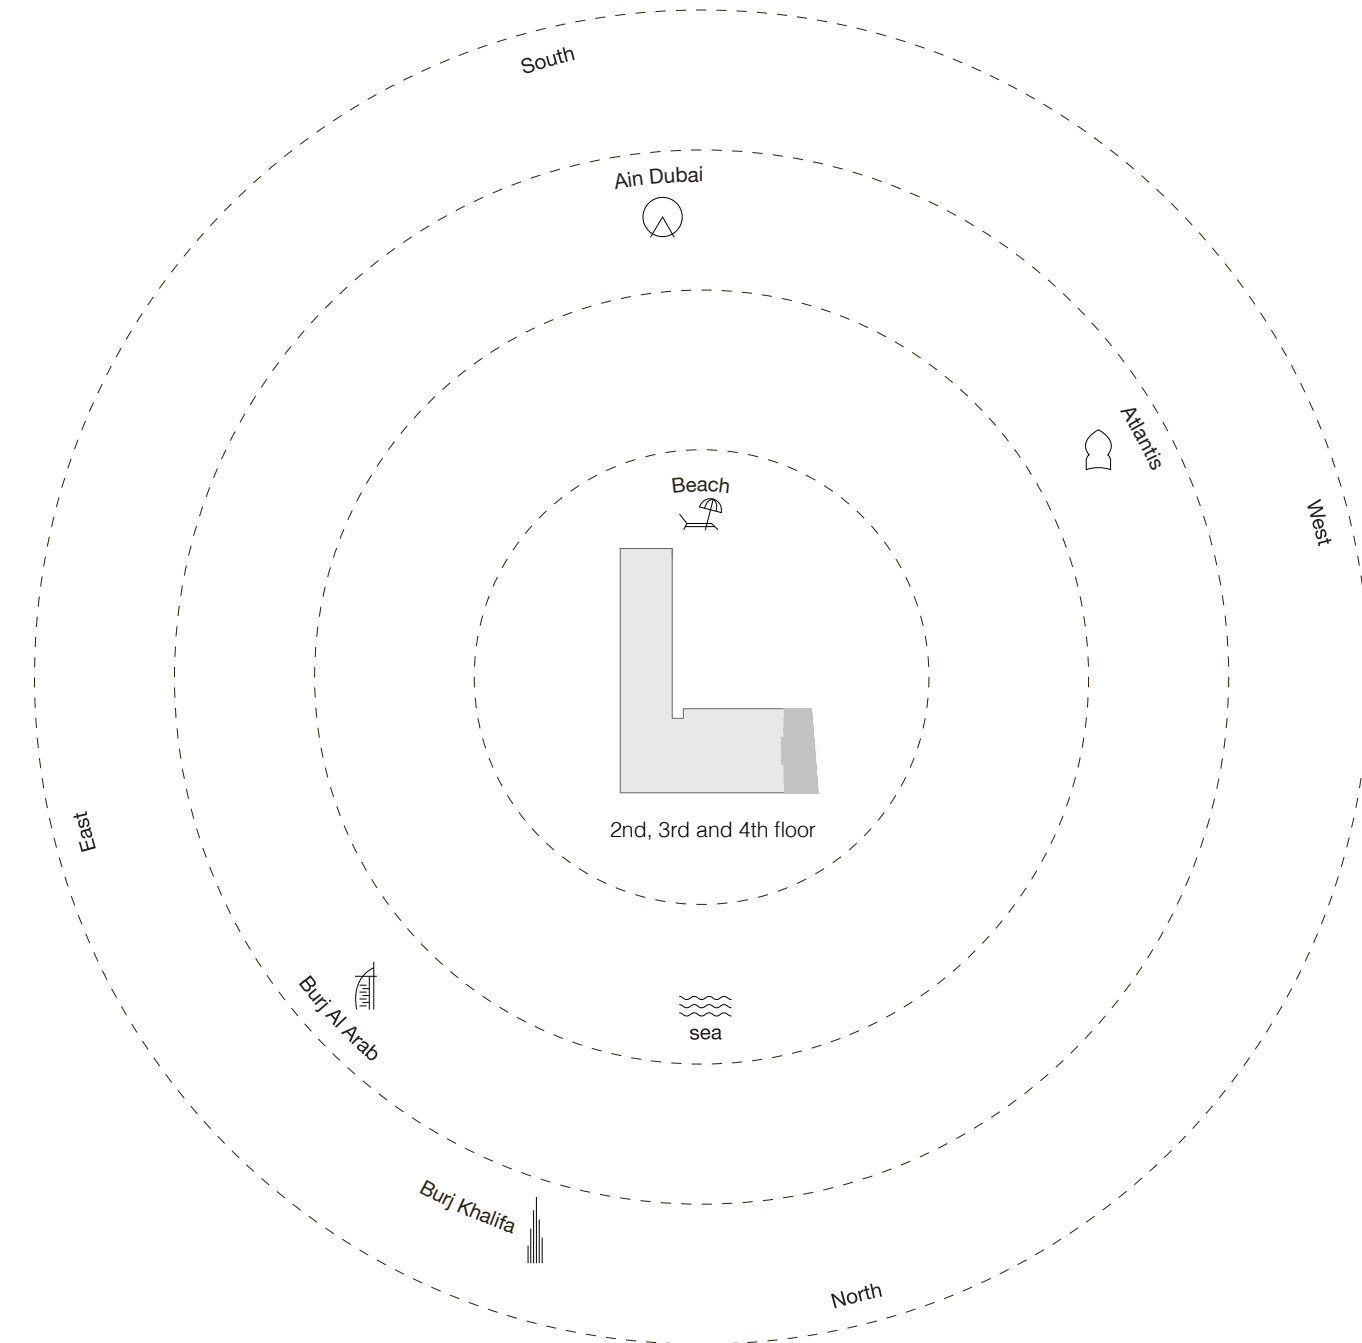 South
Ain Dubai
Atlantis
Beach
West
2nd, 3rd and 4th floor
East
Burj Al Arab
sea
Burj Khalifa
North